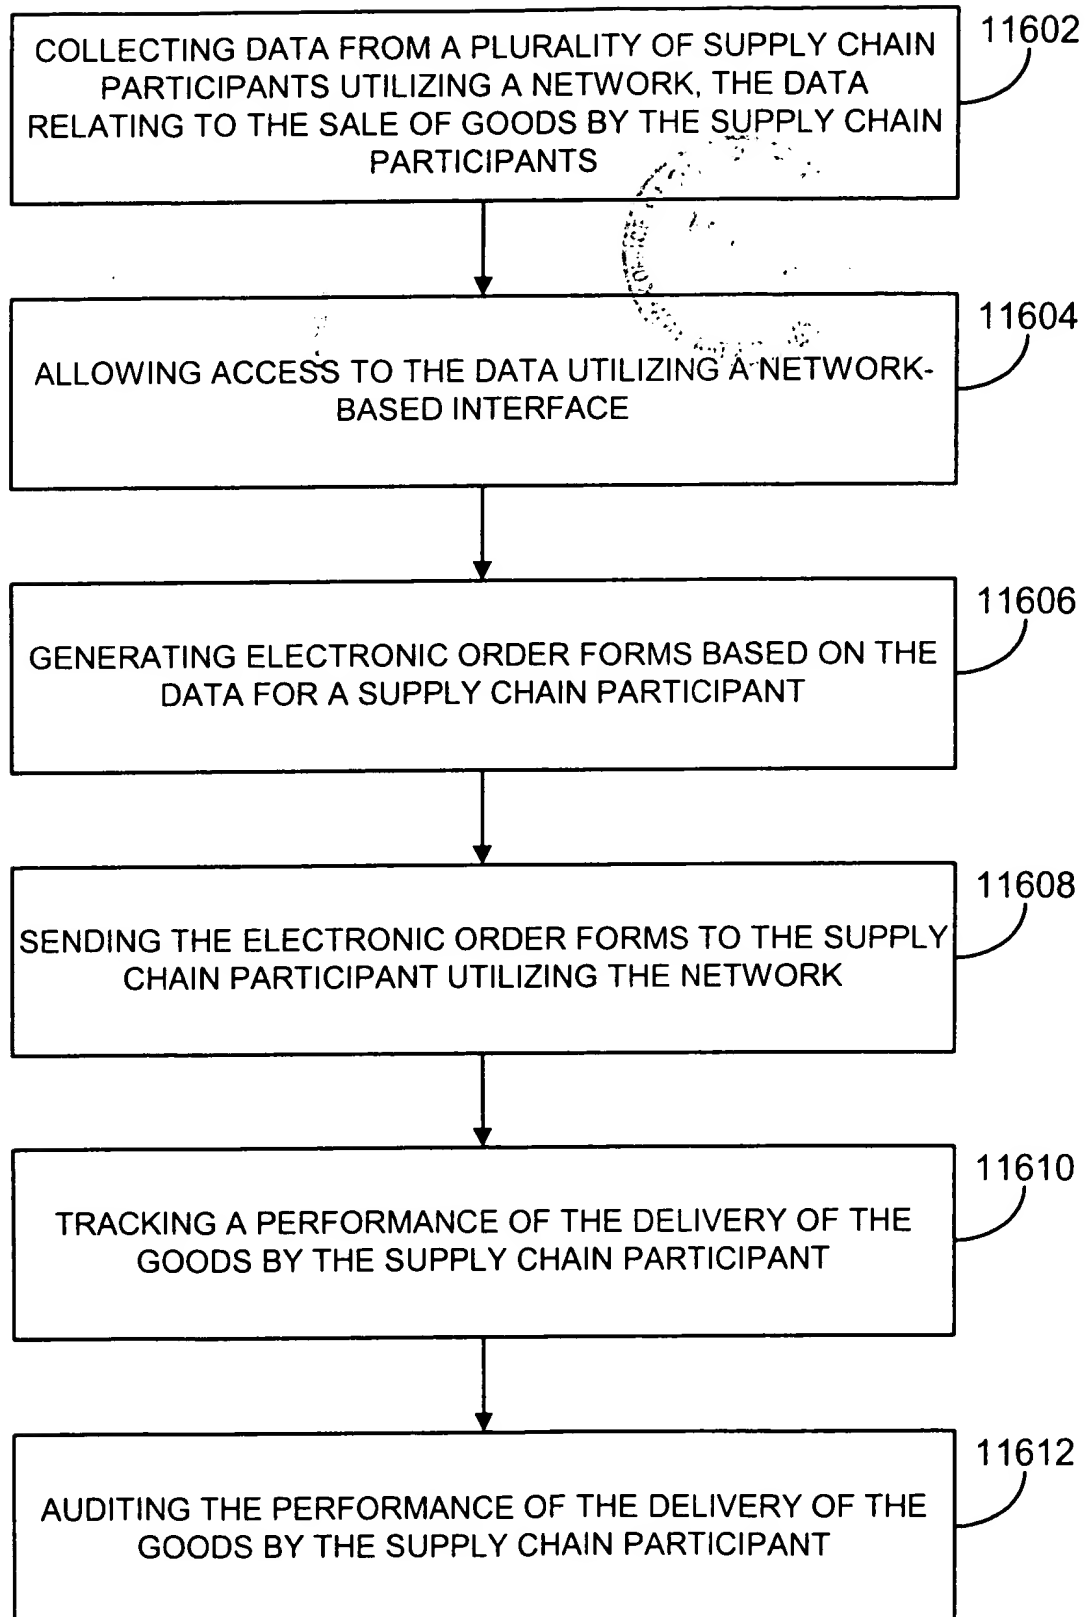 COLLECTING DATA FROM A PLURALITY OF SUPPLY CHAIN
PARTICIPANTS UTILIZING A NETWORK, THE DATA
RELATING TO THE SALE OF GOODS BY THE SUPPLY CHAIN
PARTICIPANTS
11602
ALLOWING ACCESS TO THE DATA UTILIZING A NETWORK-
BASED INTERFACE
11604
GENERATING ELECTRONIC ORDER FORMS BASED ON THE
DATA FOR A SUPPLY CHAIN PARTICIPANT
11606
SENDING THE ELECTRONIC ORDER FORMS TO THE SUPPLY
CHAIN PARTICIPANT UTILIZING THE NETWORK
11608
TRACKING A PERFORMANCE OF THE DELIVERY OF THE
GOODS BY THE SUPPLY CHAIN PARTICIPANT
11610
AUDITING THE PERFORMANCE OF THE DELIVERY OF THE
GOODS BY THE SUPPLY CHAIN PARTICIPANT
11612